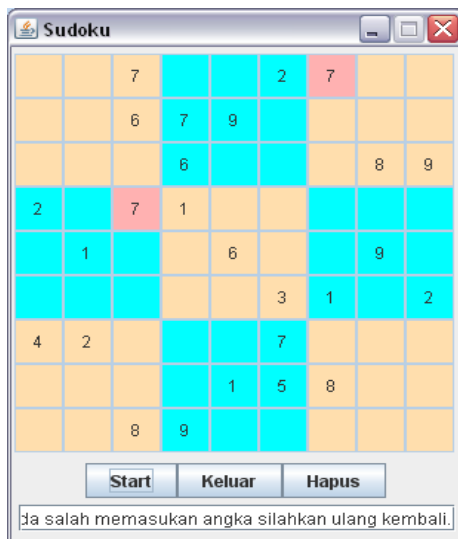 Sudoku
7 2 7
6 7 9
6 8 9
2 7 1
1 6 9
3 1 2
4 2 7
1 5 8
8 9
Start Keluar Hapus
salah memasukan angka silahkan ulang kembali.